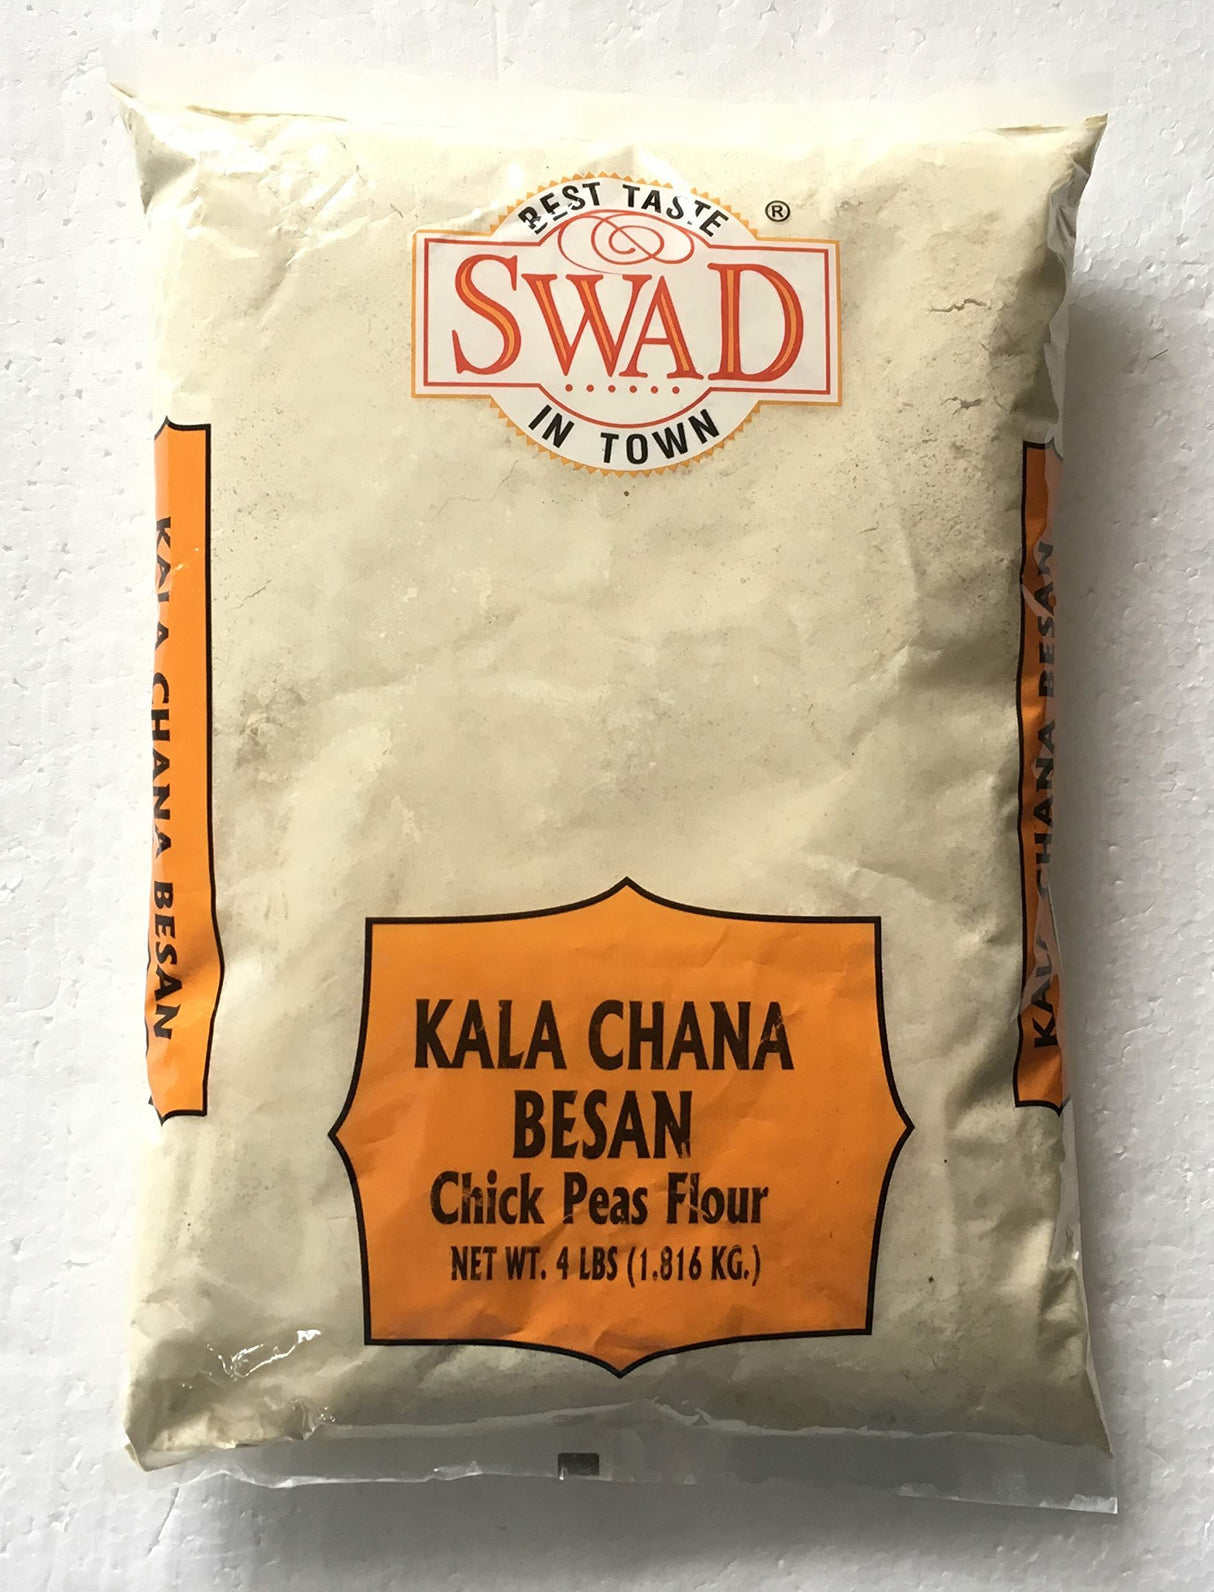 BEST TASTE
®
SWAD
IN TOWN
KALA CHANA BESAN
KALA CHANA BESAN
KALA CHANA
BESAN
Chick Peas Flour
NET WT. 4 LBS (1.816 KG.)